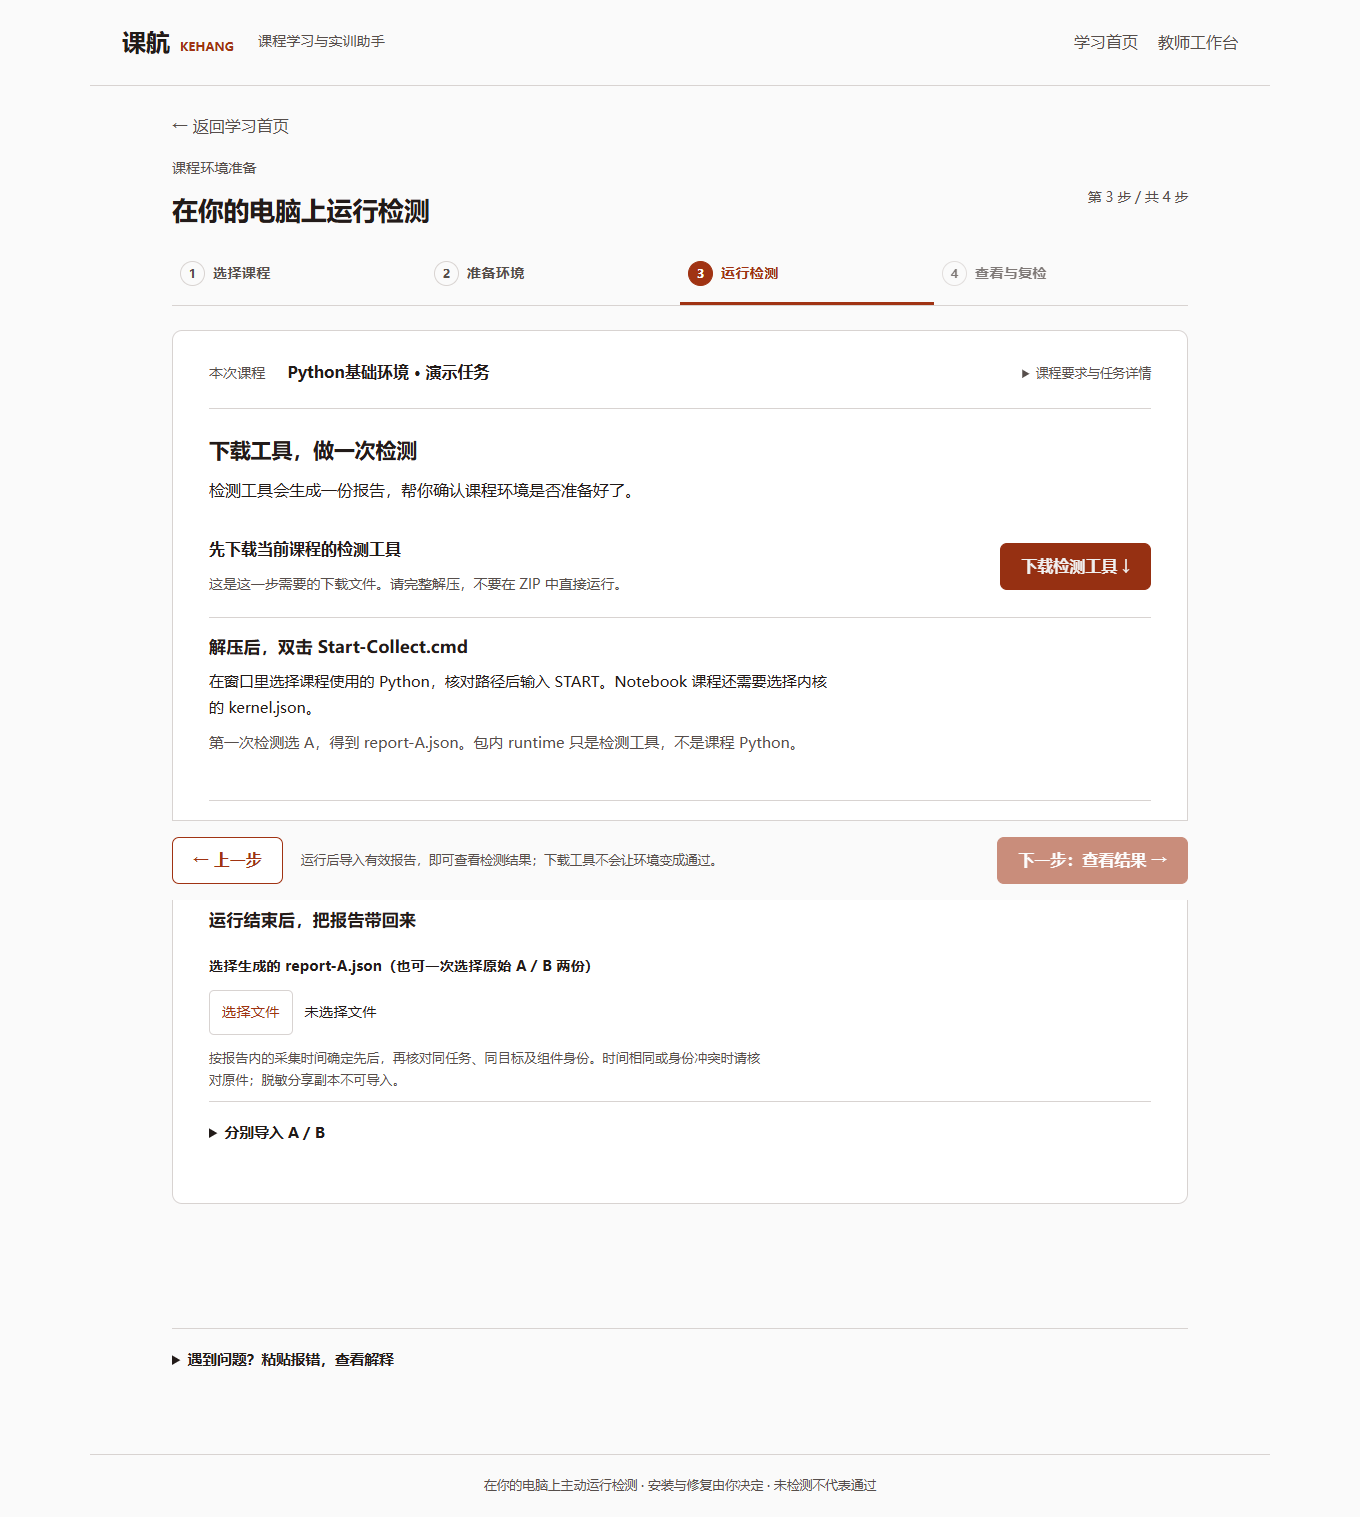 课航 KEHANG 课程学习与实训助手 学习首页 教师工作台
← 返回学习首页
课程环境准备
在你的电脑上运行检测
第 3 步 / 共 4 步
1 选择课程 2 准备环境 3 运行检测 4 查看与复检
本次课程 Python基础环境 • 演示任务 ▶ 课程要求与任务详情
下载工具，做一次检测
检测工具会生成一份报告，帮你确认课程环境是否准备好了。
先下载当前课程的检测工具
这是这一步需要的下载文件。请完整解压，不要在 ZIP 中直接运行。
下载检测工具 ↓
解压后，双击 Start-Collect.cmd
在窗口里选择课程使用的 Python，核对路径后输入 START。Notebook 课程还需要选择内核
的 kernel.json。
第一次检测选 A，得到 report-A.json。包内 runtime 只是检测工具，不是课程 Python。
← 上一步 运行后导入有效报告，即可查看检测结果；下载工具不会让环境变成通过。 下一步：查看结果 →
运行结束后，把报告带回来
选择生成的 report-A.json（也可一次选择原始 A / B 两份）
选择文件 未选择文件
按报告内的采集时间确定先后，再核对同任务、同目标及组件身份。时间相同或身份冲突时请核
对原件；脱敏分享副本不可导入。
▶ 分别导入 A / B
▶ 遇到问题？粘贴报错，查看解释
在你的电脑上主动运行检测 · 安装与修复由你决定 · 未检测不代表通过